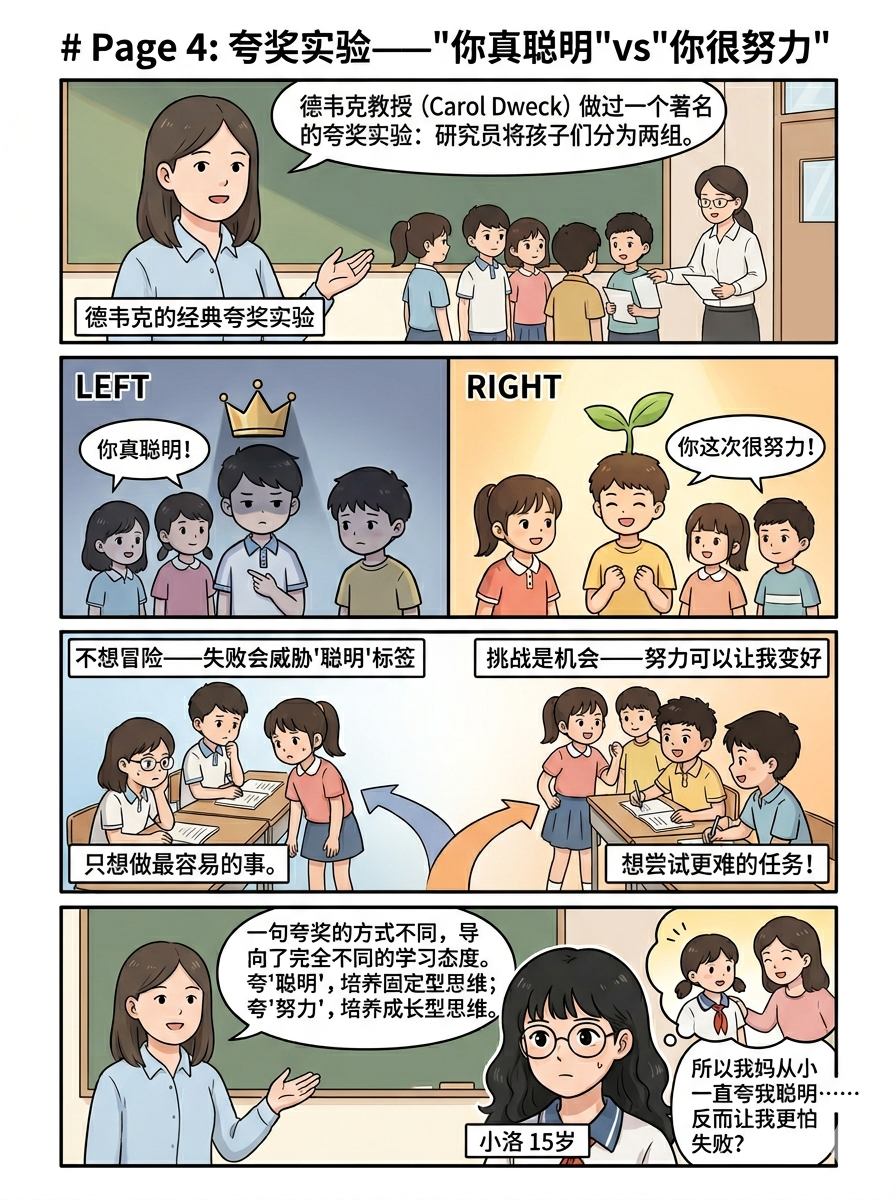 # Page 4: 夸奖实验——"你真聪明"vs"你很努力"
德韦克教授（Carol Dweck）做过一个著名
的夸奖实验：研究员将孩子们分为两组。
德韦克的经典夸奖实验
LEFT
你真聪明！
RIGHT
你这次很努力！
不想冒险——失败会威胁'聪明'标签
只想做最容易的事。
挑战是机会——努力可以让我变好
想尝试更难的任务！
一句夸奖的方式不同，导
向了完全不同的学习态度。
夸'聪明'，培养固定型思维；
夸'努力'，培养成长型思维。
小洛 15岁
所以我妈从小
一直夸我聪明……
反而让我更怕
失败？